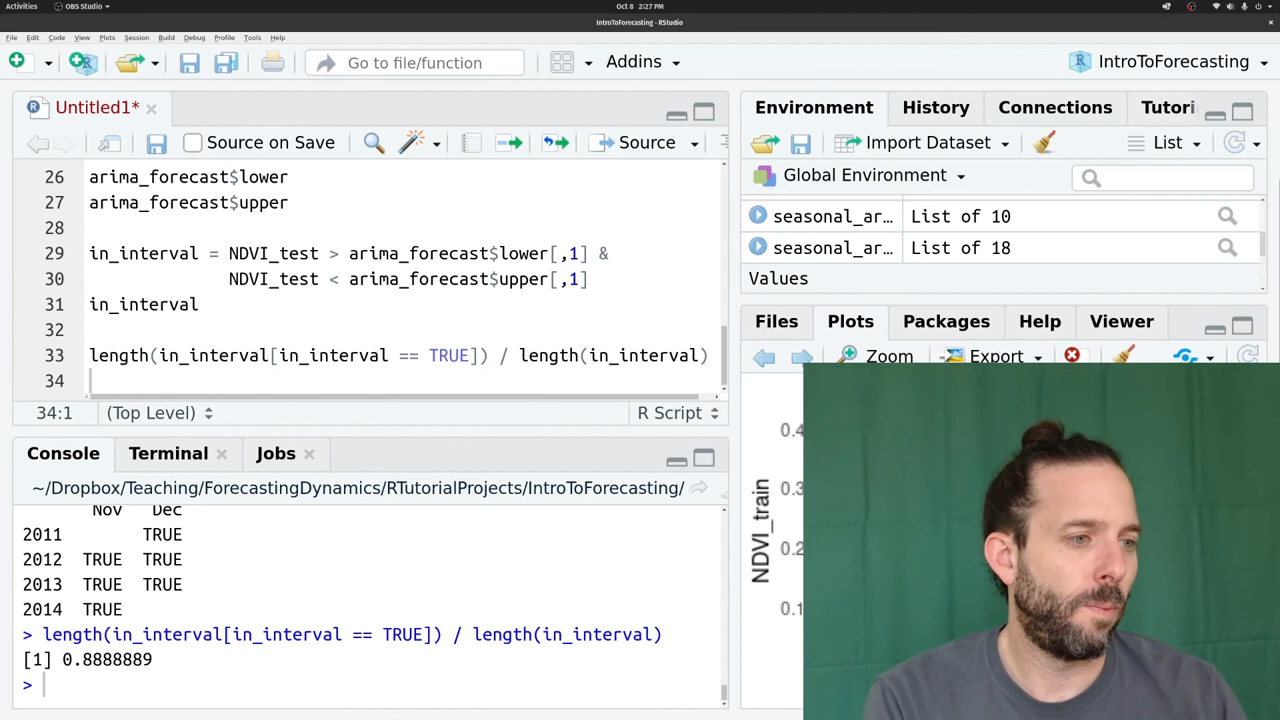 Activities OBS Studio Oct 8 2:27 PM
IntroToForecasting - RStudio
File Edit Code View Plots Session Build Debug Profile Tools Help
Go to file/function Addins IntroToForecasting
Untitled1*
Source on Save Source
26 arima_forecast$lower
27 arima_forecast$upper
28
29 in_interval = NDVI_test > arima_forecast$lower[,1] &
30 NDVI_test < arima_forecast$upper[,1]
31 in_interval
32
33 length(in_interval[in_interval == TRUE]) / length(in_interval)
34
34:1 (Top Level) R Script
Console Terminal Jobs
~/Dropbox/Teaching/ForecastingDynamics/RTutorialProjects/IntroToForecasting/
Nov Dec
2011 TRUE
2012 TRUE TRUE
2013 TRUE TRUE
2014 TRUE
> length(in_interval[in_interval == TRUE]) / length(in_interval)
[1] 0.8888889
>
Environment History Connections Tutori
Import Dataset List
Global Environment
seasonal_ar... List of 10
seasonal_ar... List of 18
Values
Files Plots Packages Help Viewer
Zoom Export
NDVI_train
0.4
0.3
0.2
0.1